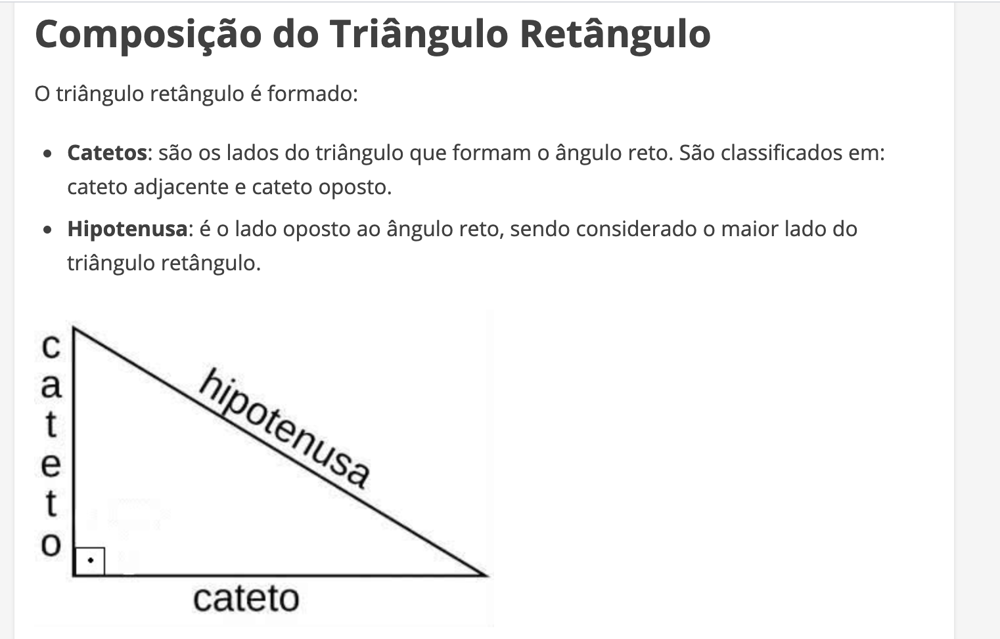 Composição do Triângulo Retângulo
O triângulo retângulo é formado:
• Catetos: são os lados do triângulo que formam o ângulo reto. São classificados em:
cateto adjacente e cateto oposto.
• Hipotenusa: é o lado oposto ao ângulo reto, sendo considerado o maior lado do
triângulo retângulo.
cateto
hipotenusa
cateto